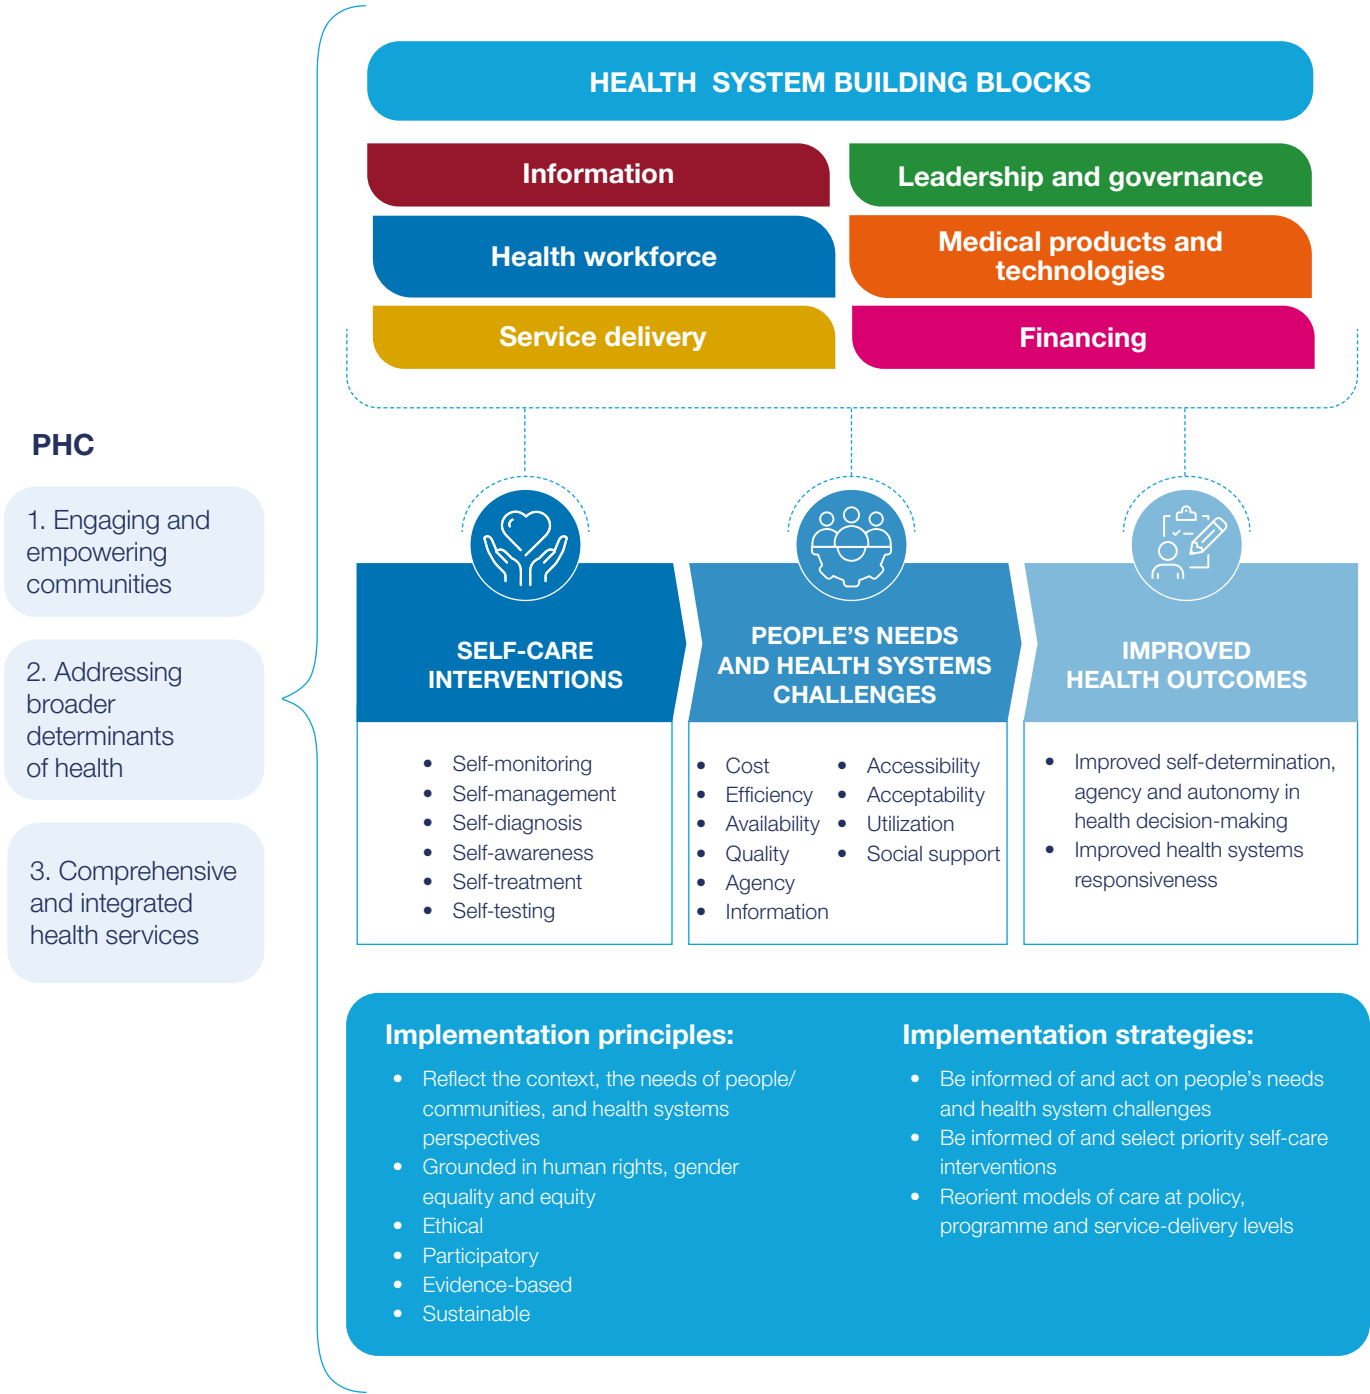 HEALTH SYSTEM BUILDING BLOCKS
Information
Leadership and governance
Health workforce
Medical products and
technologies
Service delivery
Financing
PHC
1. Engaging and
empowering
communities
2. Addressing
broader
determinants
of health
3. Comprehensive
and integrated
health services
SELF-CARE
INTERVENTIONS
• Self-monitoring
• Self-management
• Self-diagnosis
• Self-awareness
• Self-treatment
• Self-testing
PEOPLE’S NEEDS
AND HEALTH SYSTEMS
CHALLENGES
• Cost
• Efficiency
• Availability
• Quality
• Agency
• Information
• Accessibility
• Acceptability
• Utilization
• Social support
IMPROVED
HEALTH OUTCOMES
• Improved self-determination,
agency and autonomy in
health decision-making
• Improved health systems
responsiveness
Implementation principles:
• Reflect the context, the needs of people/
communities, and health systems
perspectives
• Grounded in human rights, gender
equality and equity
• Ethical
• Participatory
• Evidence-based
• Sustainable
Implementation strategies:
• Be informed of and act on people’s needs
and health system challenges
• Be informed of and select priority self-care
interventions
• Reorient models of care at policy,
programme and service-delivery levels